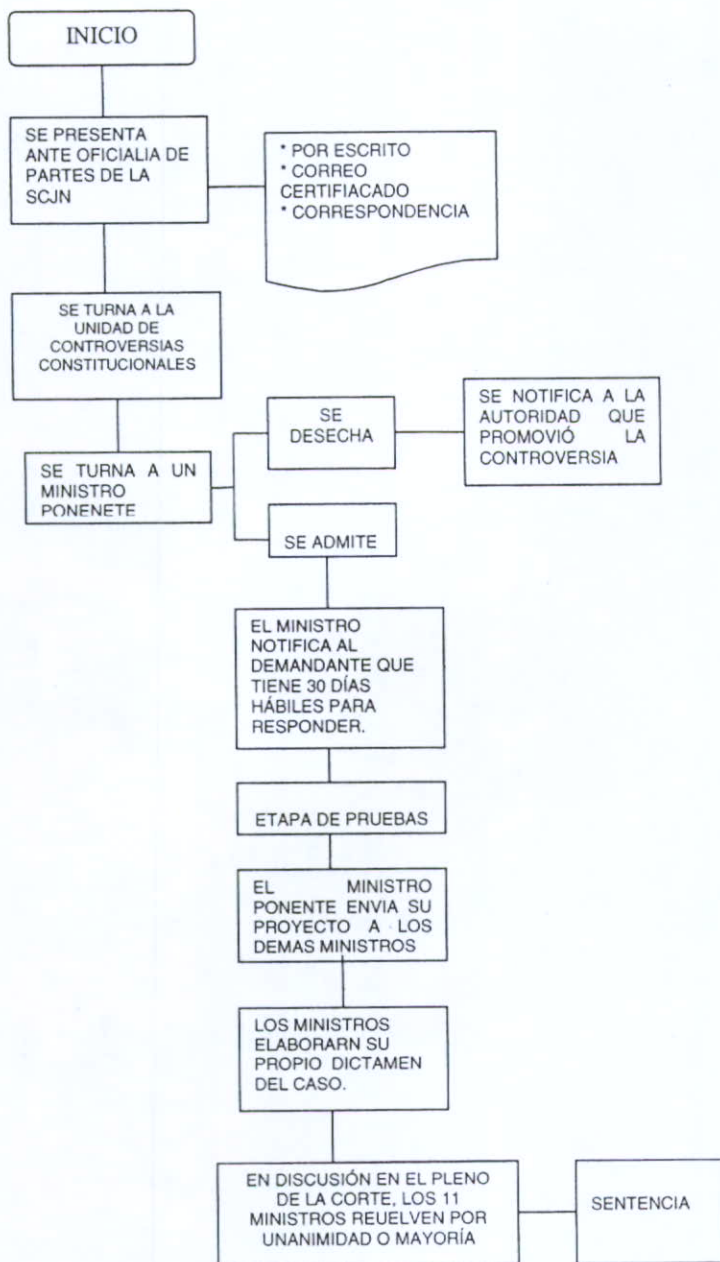 INICIO
SE PRESENTA
ANTE OFICIALIA DE
PARTES DE LA
SCJN
* POR ESCRITO
* CORREO
CERTIFIACADO
* CORRESPONDENCIA
SE TURNA A LA
UNIDAD DE
CONTROVERSIAS
CONSTITUCIONALES
SE TURNA A UN
MINISTRO
PONENETE
SE
DESECHA
SE NOTIFICA A LA
AUTORIDAD QUE
PROMOVIÓ LA
CONTROVERSIA
SE ADMITE
EL MINISTRO
NOTIFICA AL
DEMANDANTE QUE
TIENE 30 DÍAS
HÁBILES PARA
RESPONDER.
ETAPA DE PRUEBAS
EL MINISTRO
PONENTE ENVIA SU
PROYECTO A LOS
DEMAS MINISTROS
LOS MINISTROS
ELABORARN SU
PROPIO DICTAMEN
DEL CASO.
EN DISCUSIÓN EN EL PLENO
DE LA CORTE, LOS 11
MINISTROS REUELVEN POR
UNANIMIDAD O MAYORÍA
SENTENCIA